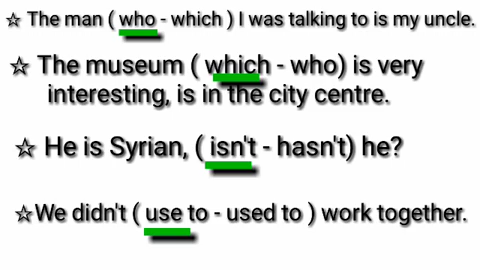 ☆ The man ( who - which ) I was talking to is my uncle.
☆ The museum ( which - who) is very
interesting, is in the city centre.
☆ He is Syrian, ( isn't - hasn't) he?
☆We didn't ( use to - used to ) work together.